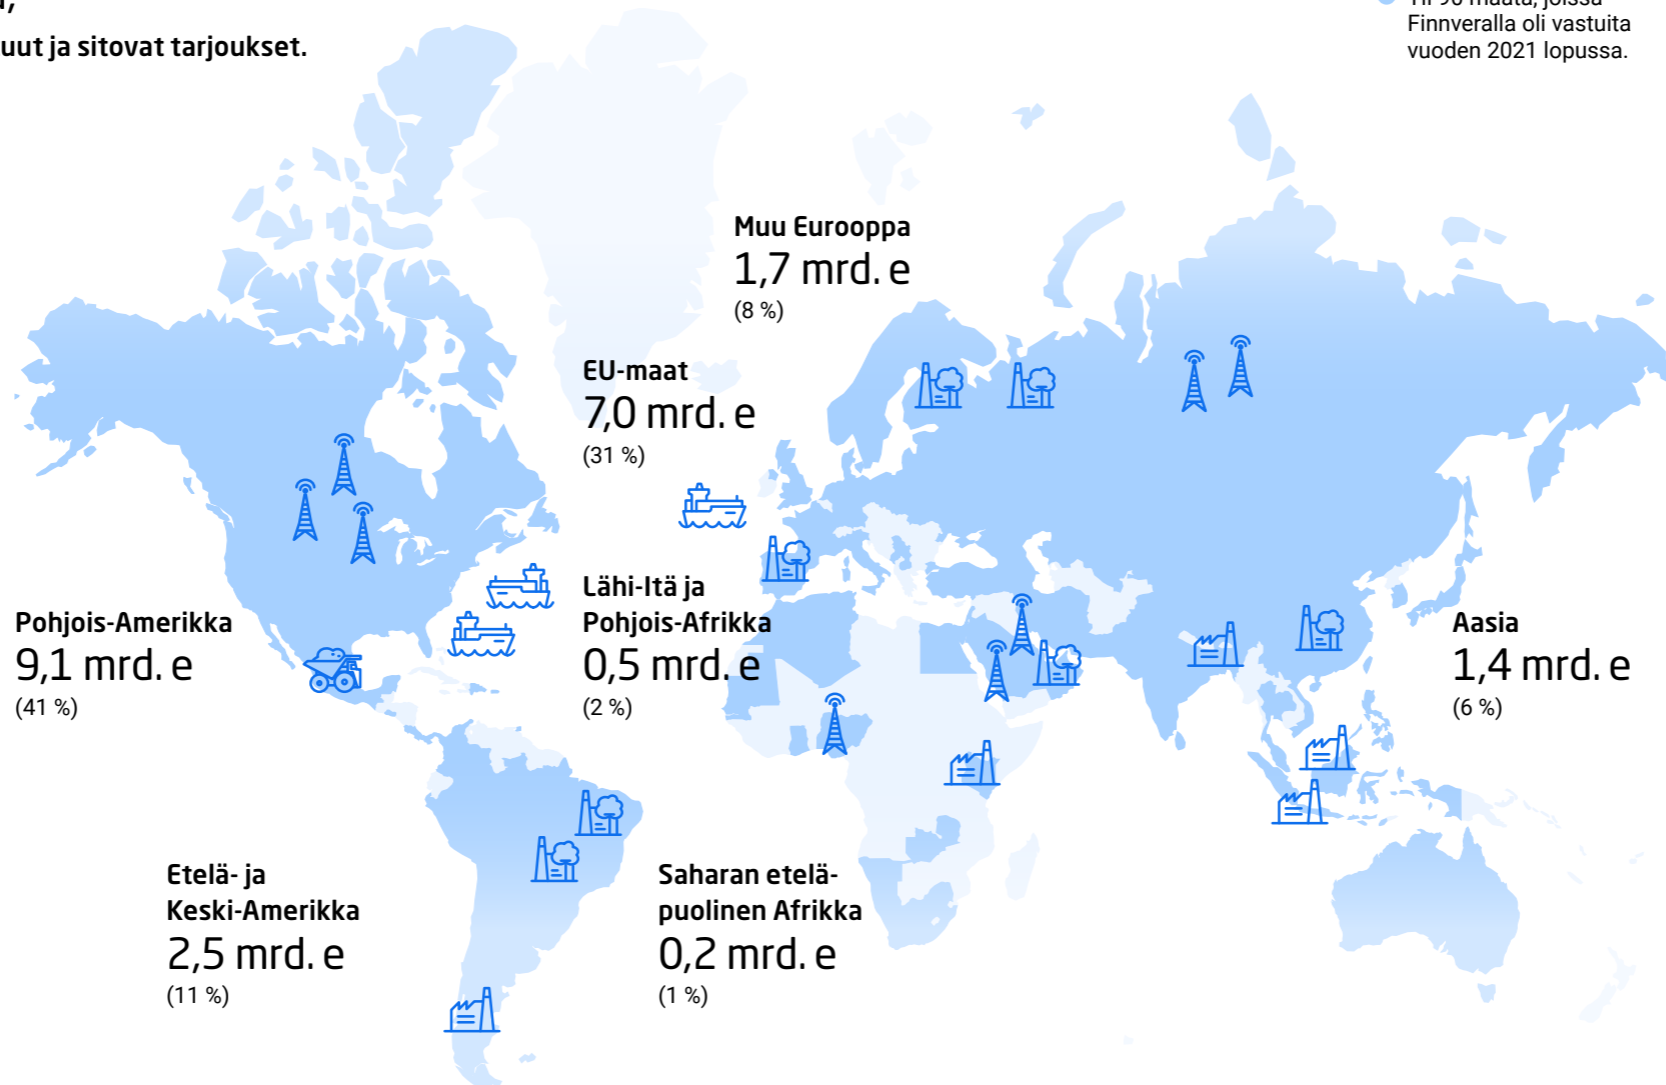 uut ja sitovat tarjoukset.
Finnveralla oli vastuita
vuoden 2021 lopussa.
Muu Eurooppa
1,7 mrd. e
(8 %)
EU-maat
7,0 mrd. e
(31 %)
Lähi-Itä ja
Pohjois-Afrikka
0,5 mrd. e
(2 %)
Pohjois-Amerikka
9,1 mrd. e
(41 %)
Aasia
1,4 mrd. e
(6 %)
Etelä- ja
Keski-Amerikka
2,5 mrd. e
(11 %)
Saharan etelä-
puolinen Afrikka
0,2 mrd. e
(1 %)